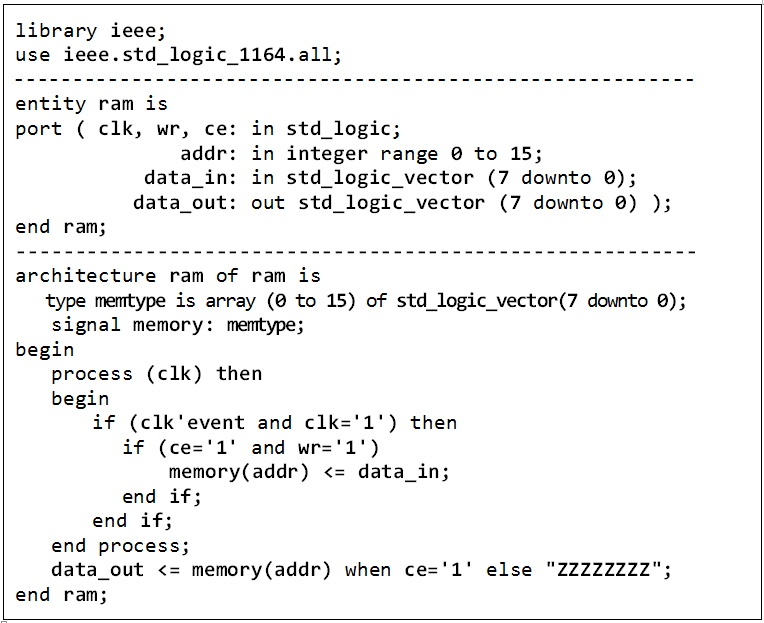 library ieee;
use ieee.std_logic_1164.all;
---------------------------------------------------------
entity ram is
port ( clk, wr, ce: in std_logic;
addr: in integer range 0 to 15;
data_in: in std_logic_vector (7 downto 0);
data_out: out std_logic_vector (7 downto 0) );
end ram;
---------------------------------------------------------
architecture ram of ram is
type memtype is array (0 to 15) of std_logic_vector(7 downto 0);
signal memory: memtype;
begin
process (clk) then
begin
if (clk'event and clk='1') then
if (ce='1' and wr='1')
memory(addr) <= data_in;
end if;
end if;
end process;
data_out <= memory(addr) when ce='1' else "ZZZZZZZZ";
end ram;